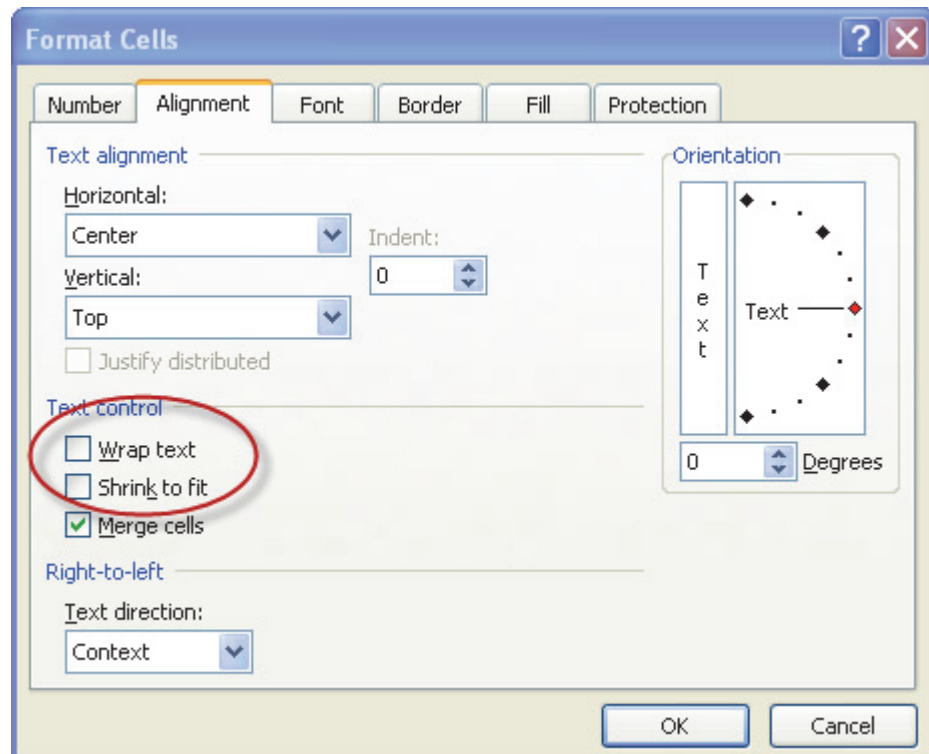 Format Cells
?
Number Alignment Font Border Fill Protection
Text alignment
Horizontal:
Center
Indent:
0
Vertical:
Top
Justify distributed
Text control
Wrap text
Shrink to fit
Merge cells
Right-to-left
Text direction:
Context
Orientation
T
e
x
t
Text
0 Degrees
OK Cancel